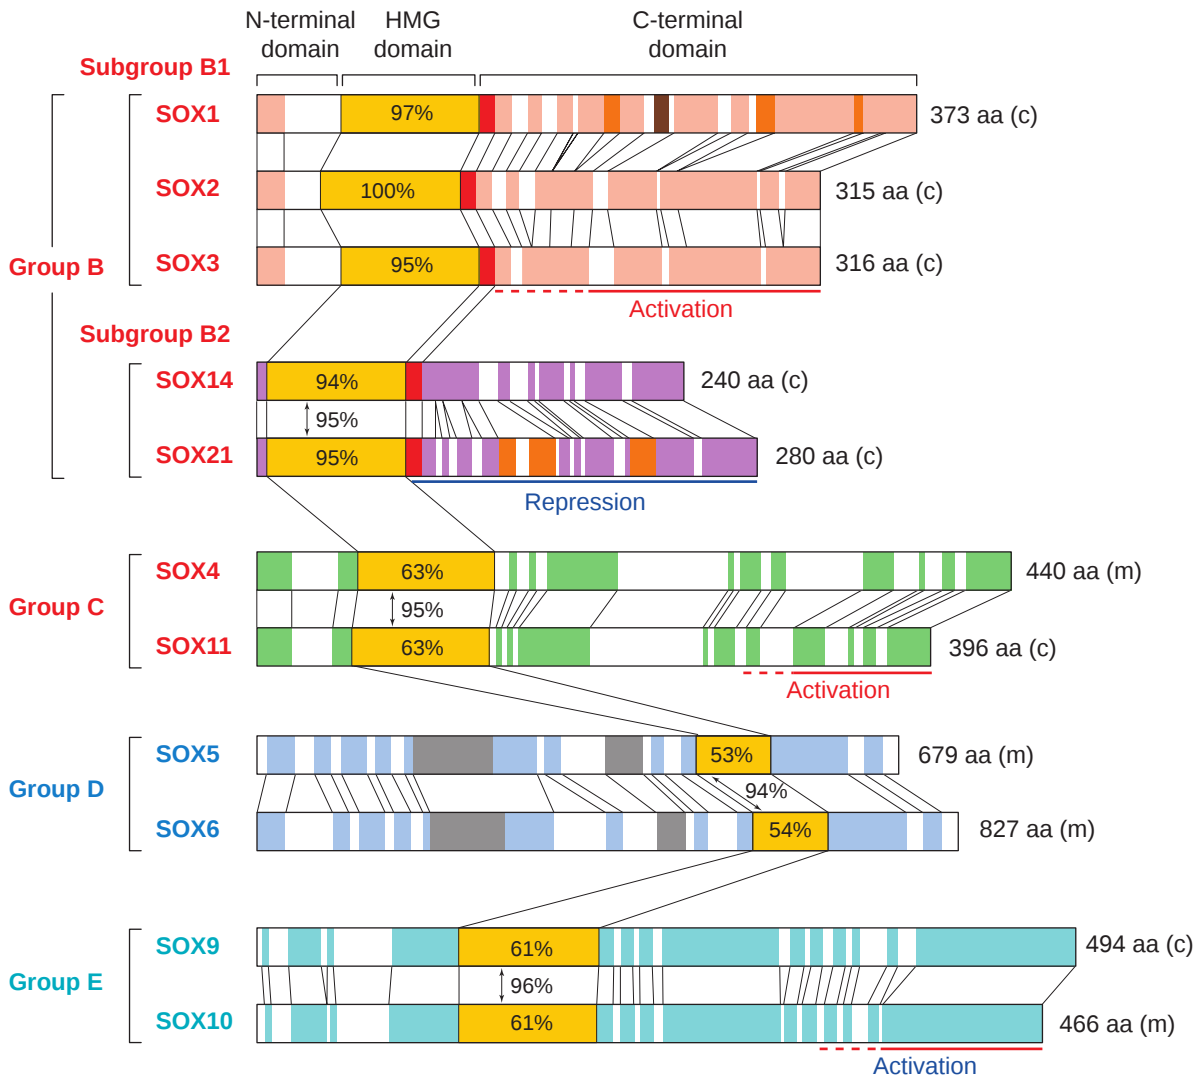 N-terminal
domain
HMG
domain
C-terminal
domain
Subgroup B1
SOX1
97%
373 aa (c)
SOX2
100%
315 aa (c)
Group B
SOX3
95%
316 aa (c)
Activation
Subgroup B2
SOX14
94%
240 aa (c)
95%
SOX21
95%
280 aa (c)
Repression
SOX4
63%
440 aa (m)
Group C
95%
SOX11
63%
396 aa (c)
Activation
SOX5
53%
679 aa (m)
Group D
94%
SOX6
54%
827 aa (m)
SOX9
61%
494 aa (c)
Group E
96%
SOX10
61%
466 aa (m)
Activation